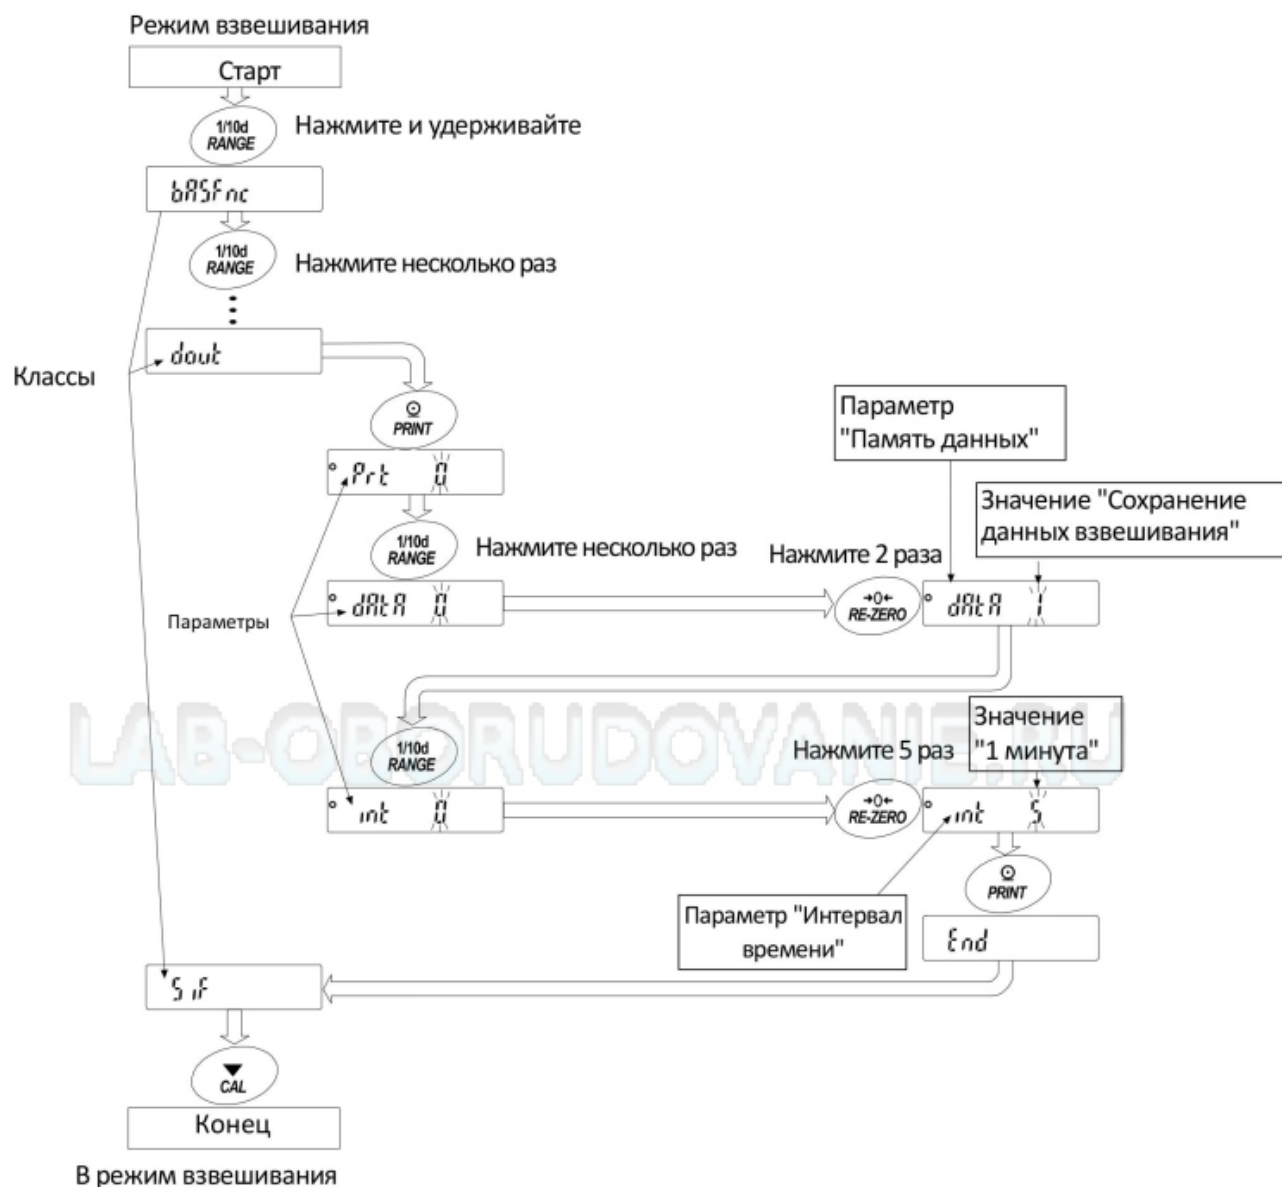 Режим взвешивания
Старт
1/10d
RANGE
Нажмите и удерживайте
bASFnc
1/10d
RANGE
Нажмите несколько раз
dout
Классы
PRINT
Prt 0
1/10d
RANGE
Нажмите несколько раз
dAtA 0
Параметры
Нажмите 2 раза
→0←
RE-ZERO
Параметр
"Память данных"
Значение "Сохранение
данных взвешивания"
dAtA 1
LAB-OBORUDOVANIE.RU
1/10d
RANGE
int 0
Нажмите 5 раз
→0←
RE-ZERO
Значение
"1 минута"
int 5
PRINT
Параметр "Интервал
времени"
End
S iF
CAL
Конец
В режим взвешивания